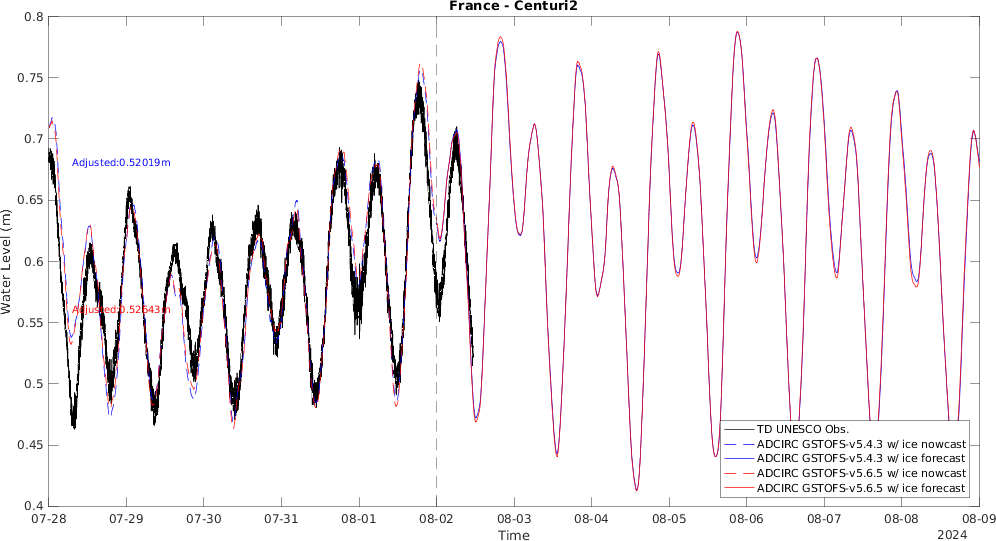 France - Centuri2
0.8
0.75
0.7
0.65
0.6
0.55
0.5
0.45
0.4
Water Level (m)
Adjusted:0.52019m
Adjusted:0.52643m
TD UNESCO Obs.
ADCIRC GSTOFS-v5.4.3 w/ ice nowcast
ADCIRC GSTOFS-v5.4.3 w/ ice forecast
ADCIRC GSTOFS-v5.6.5 w/ ice nowcast
ADCIRC GSTOFS-v5.6.5 w/ ice forecast
07-28 07-29 07-30 07-31 08-01 08-02 08-03 08-04 08-05 08-06 08-07 08-08 08-09
Time
2024